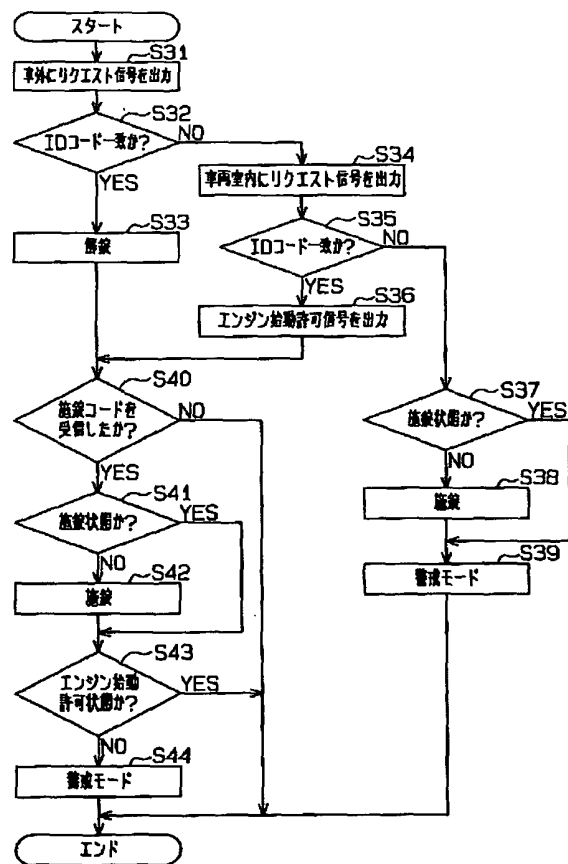 スタート
S31
車外にリクエスト信号を出力
S32
IDコード一致か?
NO
YES
S33
解錠
S34
車両室内にリクエスト信号を出力
S35
IDコード一致か?
NO
YES
S36
エンジン始動許可信号を出力
S37
施錠状態か?
YES
NO
S38
施錠
S39
警戒モード
S40
施錠コードを
受信したか?
NO
YES
S41
施錠状態か?
YES
NO
S42
施錠
S43
エンジン始動
許可状態か?
YES
NO
S44
警戒モード
エンド